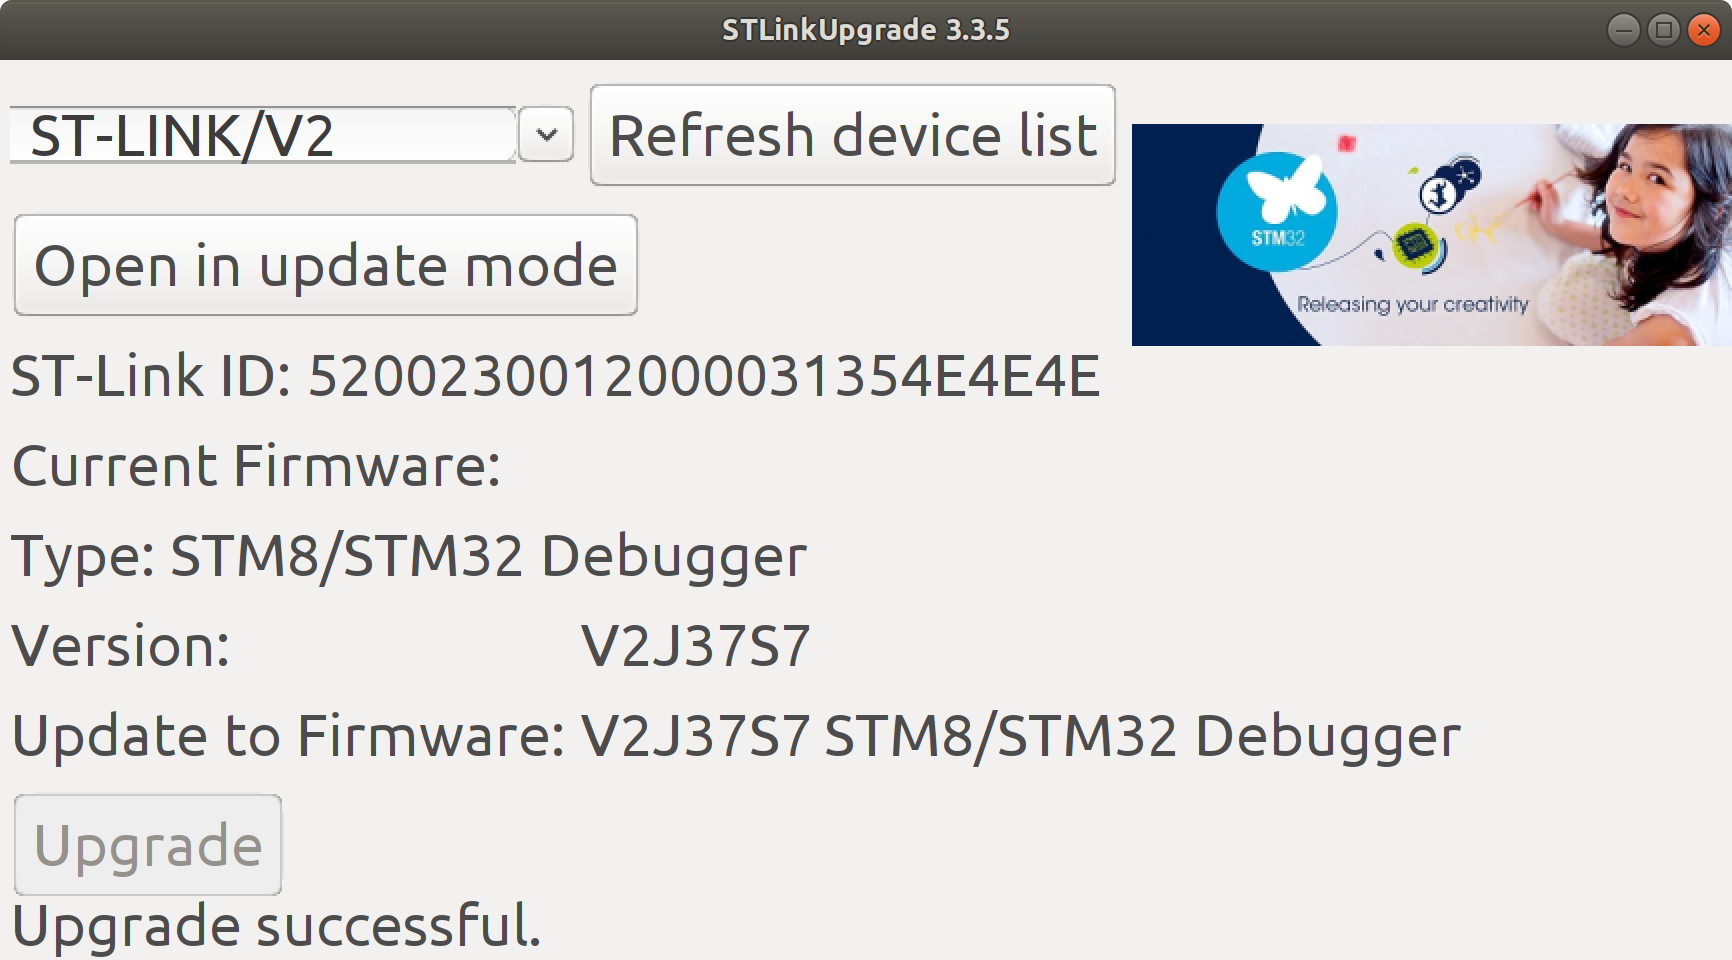 STLinkUpgrade 3.3.5
ST-LINK/V2
Refresh device list
Open in update mode
STM32
Releasing your creativity
ST-Link ID: 5200230012000031354E4E4E
Current Firmware:
Type: STM8/STM32 Debugger
Version: V2J37S7
Update to Firmware: V2J37S7 STM8/STM32 Debugger
Upgrade
Upgrade successful.